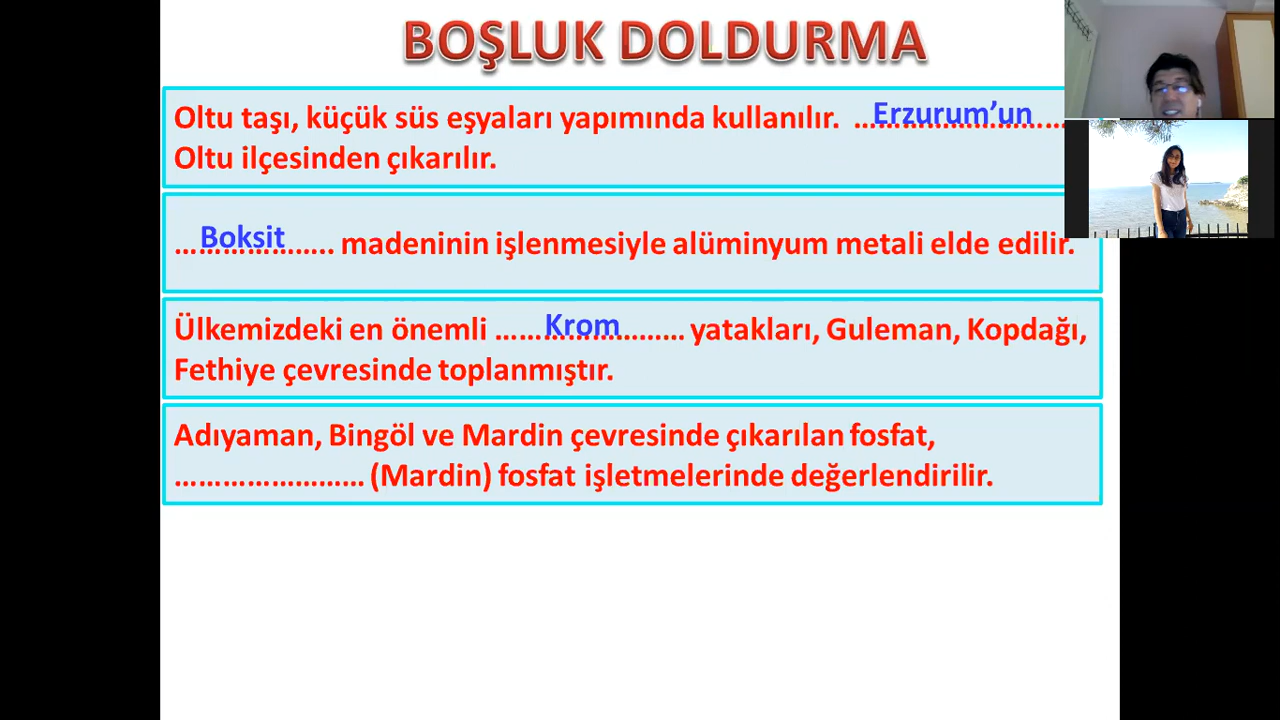 BOŞLUK DOLDURMA
Oltu taşı, küçük süs eşyaları yapımında kullanılır. …Erzurum’un……
Oltu ilçesinden çıkarılır.
…Boksit……….. madeninin işlenmesiyle alüminyum metali elde edilir.
Ülkemizdeki en önemli ……Krom……… yatakları, Guleman, Kopdağı,
Fethiye çevresinde toplanmıştır.
Adıyaman, Bingöl ve Mardin çevresinde çıkarılan fosfat,
…………………… (Mardin) fosfat işletmelerinde değerlendirilir.